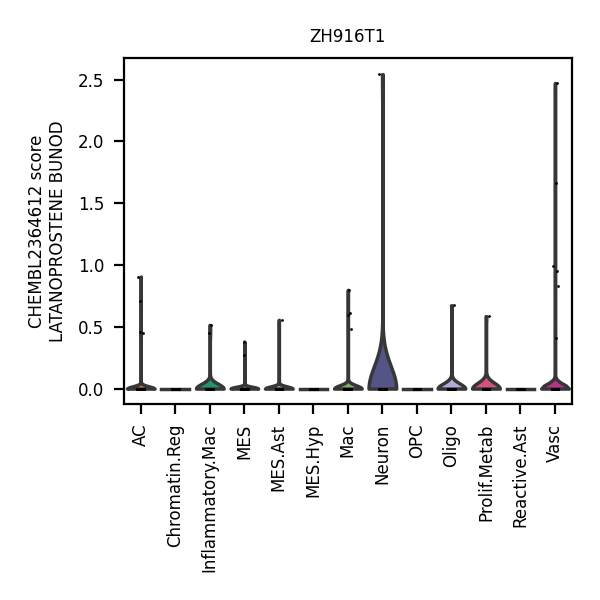 ZH916T1
CHEMBL2364612 score
LATANOPROSTENE BUNOD
2.5
2.0
1.5
1.0
0.5
0.0
AC
Chromatin.Reg
Inflammatory.Mac
MES
MES.Ast
MES.Hyp
Mac
Neuron
OPC
Oligo
Prolif.Metab
Reactive.Ast
Vasc